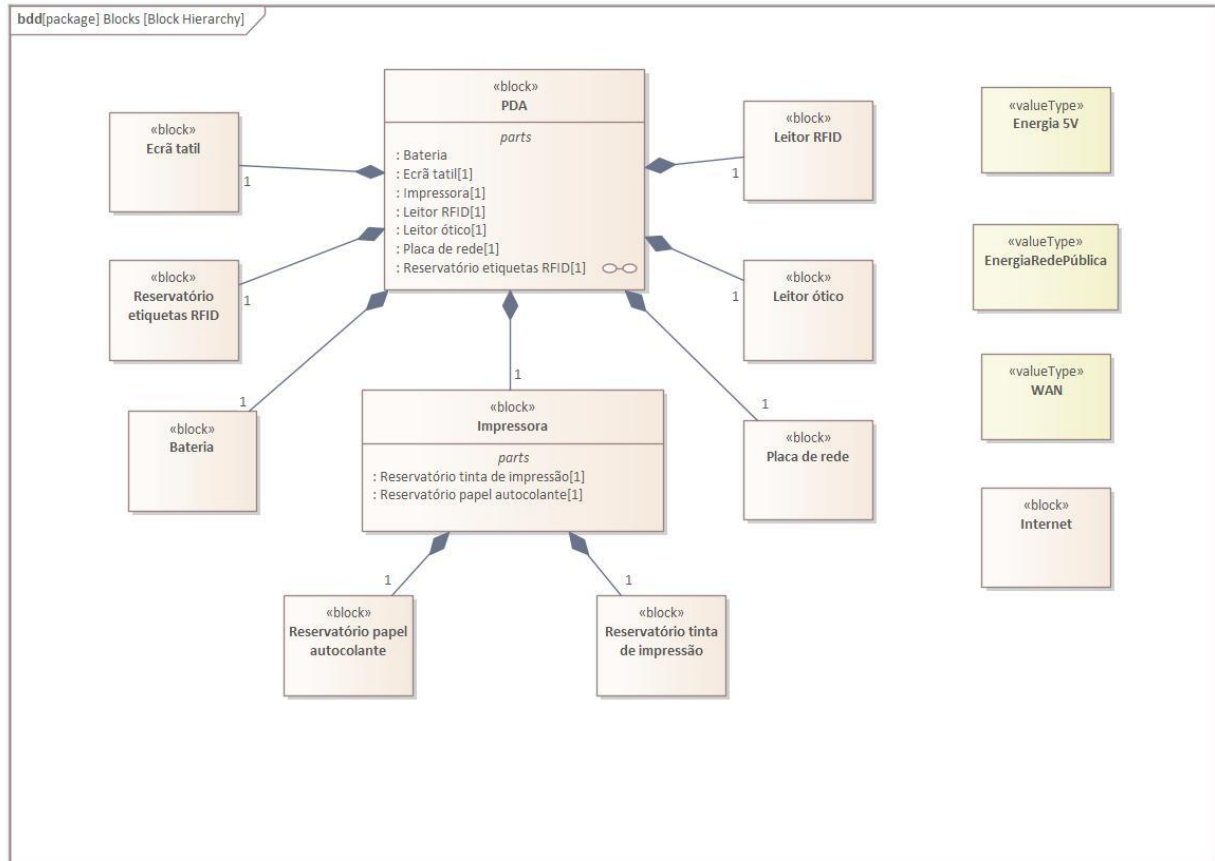 bdd[package] Blocks [Block Hierarchy]
«block»
PDA
parts
: Bateria
: Ecrã tatil[1]
: Impressora[1]
: Leitor RFID[1]
: Leitor ótico[1]
: Placa de rede[1]
: Reservatório etiquetas RFID[1]
«block»
Ecrã tatil
1
«block»
Leitor RFID
1
«valueType»
Energia 5V
«block»
Reservatório
etiquetas RFID
1
«block»
Leitor ótico
1
«valueType»
EnergiaRedePública
«block»
Bateria
1
«block»
Impressora
parts
: Reservatório tinta de impressão[1]
: Reservatório papel autocolante[1]
1
«block»
Placa de rede
1
«valueType»
WAN
«block»
Internet
«block»
Reservatório papel
autocolante
1
«block»
Reservatório tinta
de impressão
1